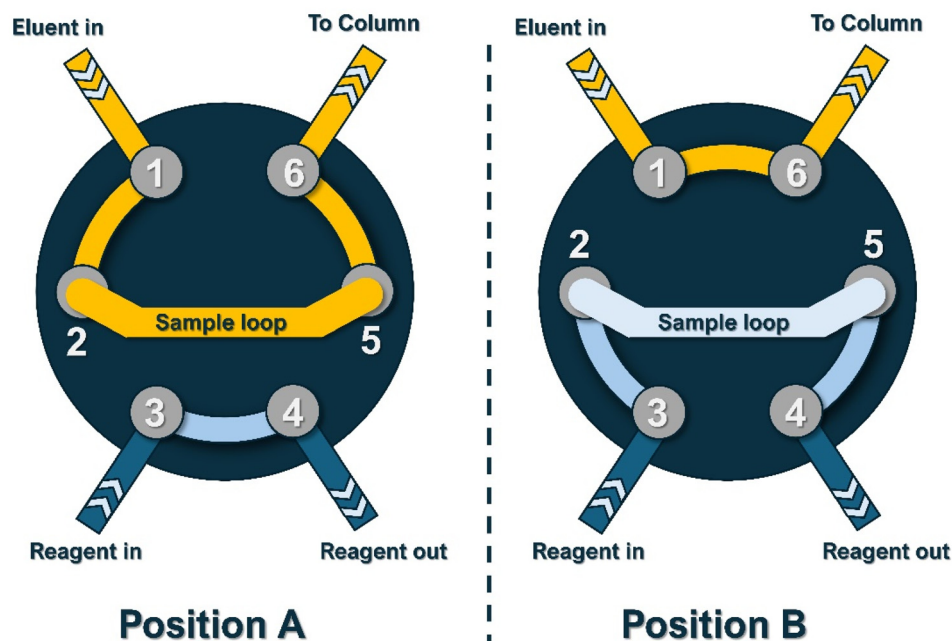 Eluent in
To Column
1
6
2
Sample loop
5
3
4
Reagent in
Reagent out
Position A
Eluent in
To Column
1
6
2
5
Sample loop
3
4
Reagent in
Reagent out
Position B